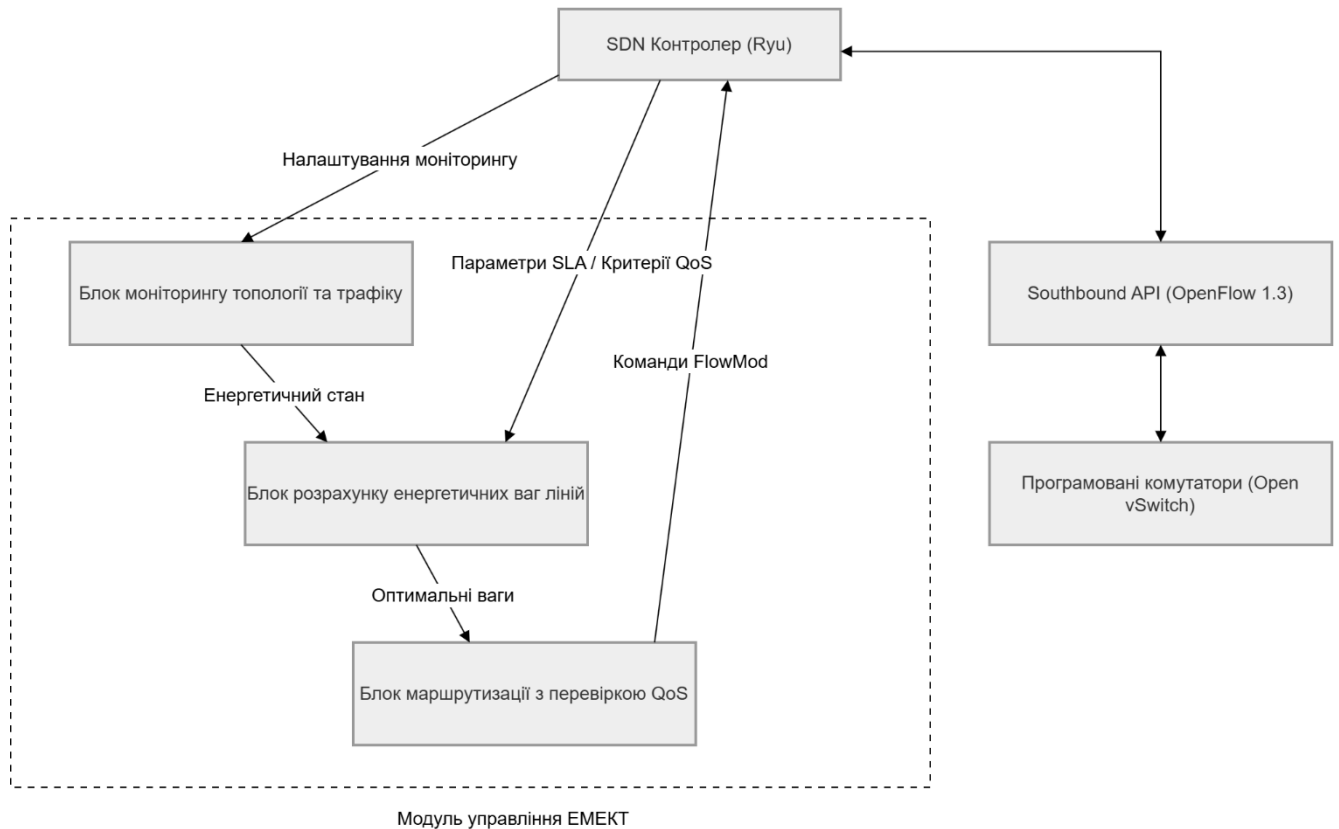 SDN Контролер (Ryu)
Налаштування моніторингу
Блок моніторингу топології та трафіку
Параметри SLA / Критерії QoS
Southbound API (OpenFlow 1.3)
Команди FlowMod
Енергетичний стан
Блок розрахунку енергетичних ваг ліній
Програмовані комутатори (Open
vSwitch)
Оптимальні ваги
Блок маршрутизації з перевіркою QoS
Модуль управління ЕМЕКТ